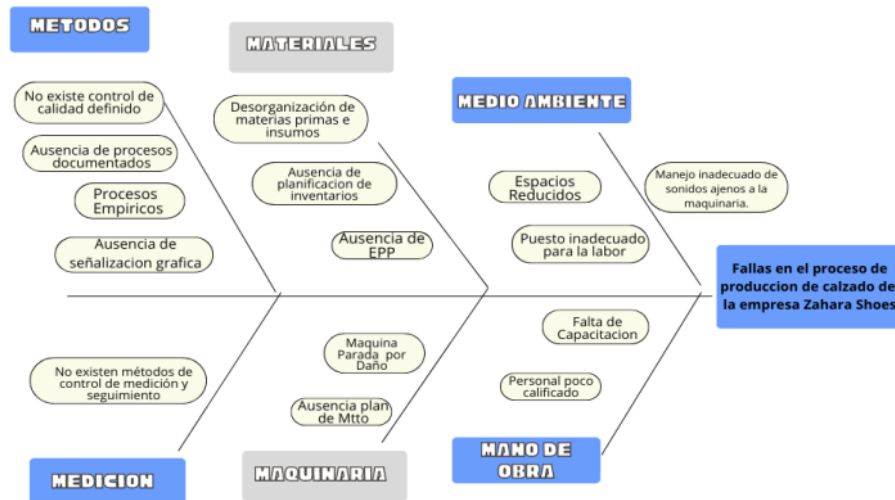 METODOS
No existe control de
calidad definido
Ausencia de procesos
documentados
Procesos
Empiricos
Ausencia de
señalizacion grafica
MATERIALES
Desorganización de
materias primas e
insumos
Ausencia de
planificacion de
inventarios
Ausencia de
EPP
MEDIO AMBIENTE
Espacios
Reducidos
Puesto inadecuado
para la labor
Manejo inadecuado de
sonidos ajenos a la
maquinaria.
Fallas en el proceso de
produccion de calzado de
la empresa Zahara Shoes
No existen métodos de
control de medición y
seguimiento
MEDICION
Maquina
Parada por
Daño
Ausencia plan
de Mtto
MAQUINARIA
Falta de
Capacitacion
Personal poco
calificado
MANO DE
OBRA